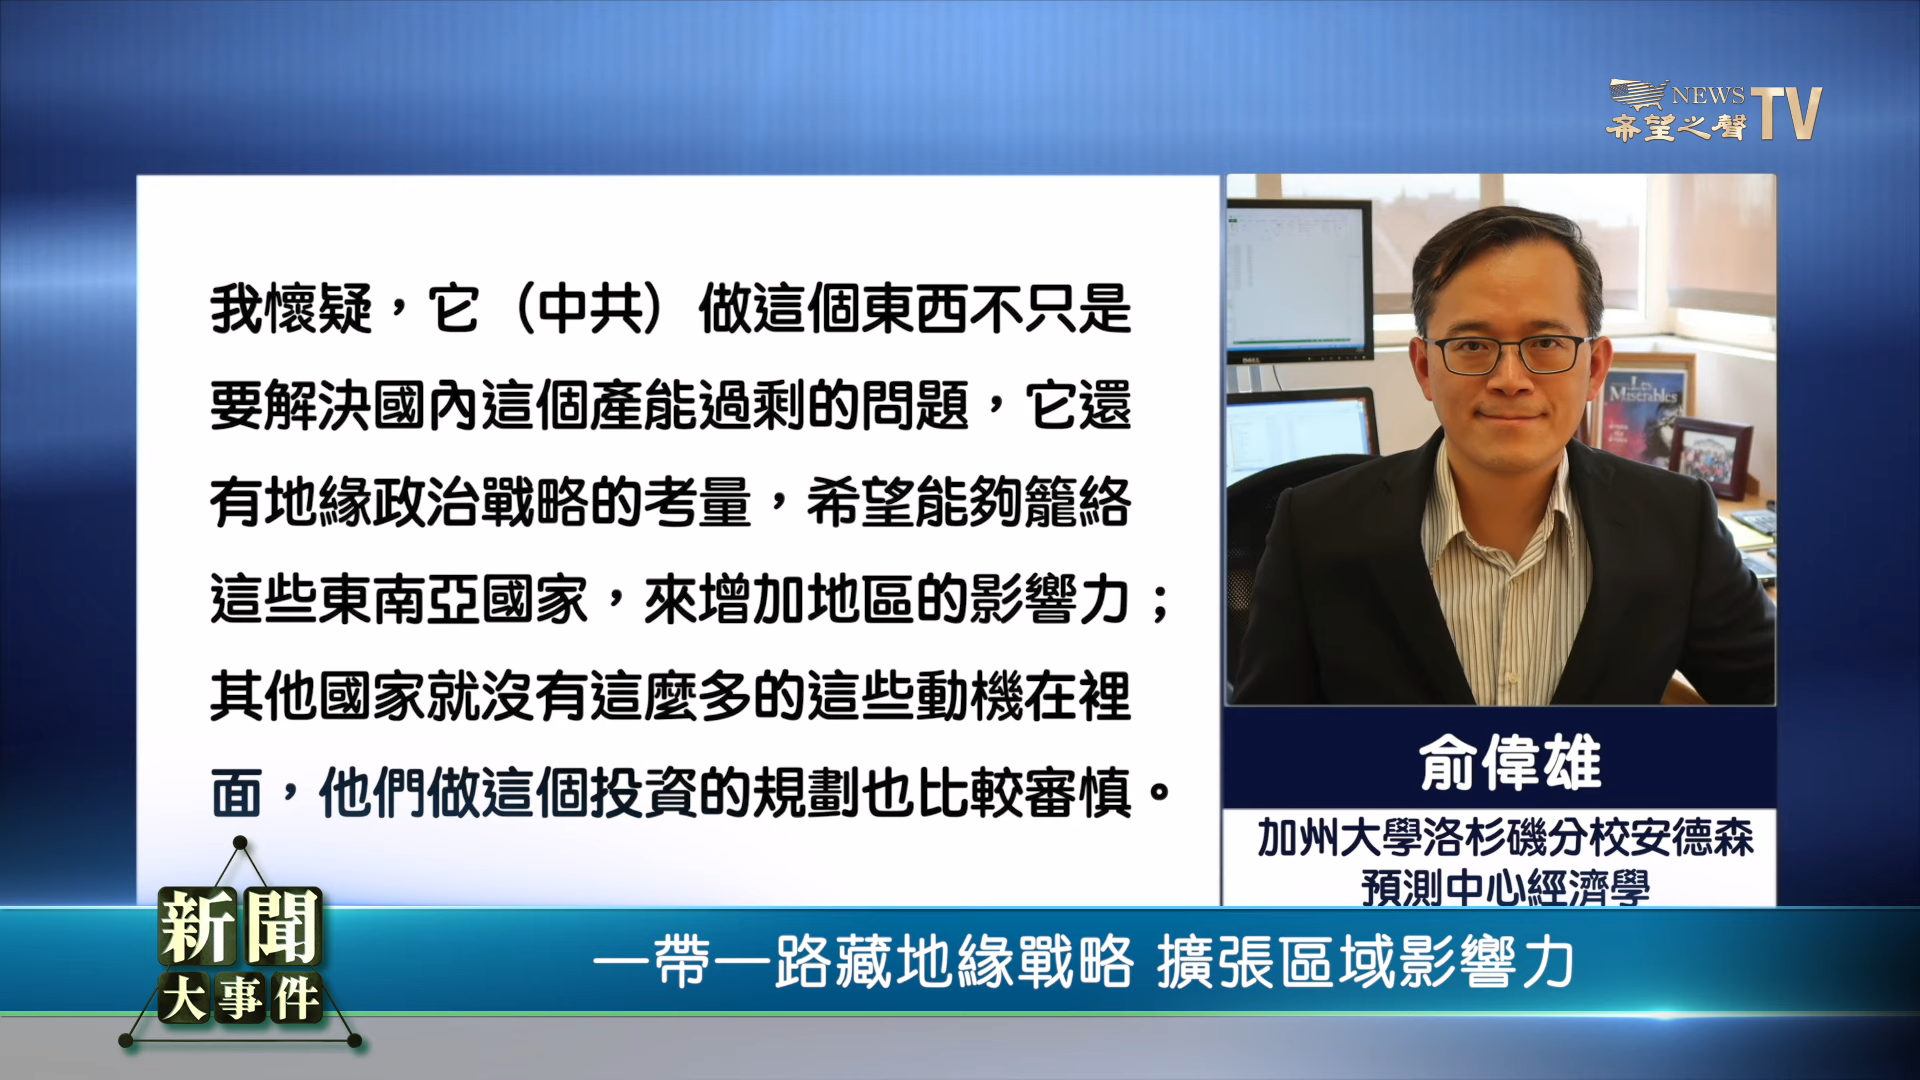 NEWS
希望之聲TV
我懷疑，它（中共）做這個東西不只是
要解決國內這個產能過剩的問題，它還
有地緣政治戰略的考量，希望能夠籠絡
這些東南亞國家，來增加地區的影響力；
其他國家就沒有這麼多的這些動機在裡
面，他們做這個投資的規劃也比較審慎。
DELL
Les
Misérables
俞偉雄
加州大學洛杉磯分校安德森
預測中心經濟學
新聞
大事件
一帶一路藏地緣戰略 擴張區域影響力